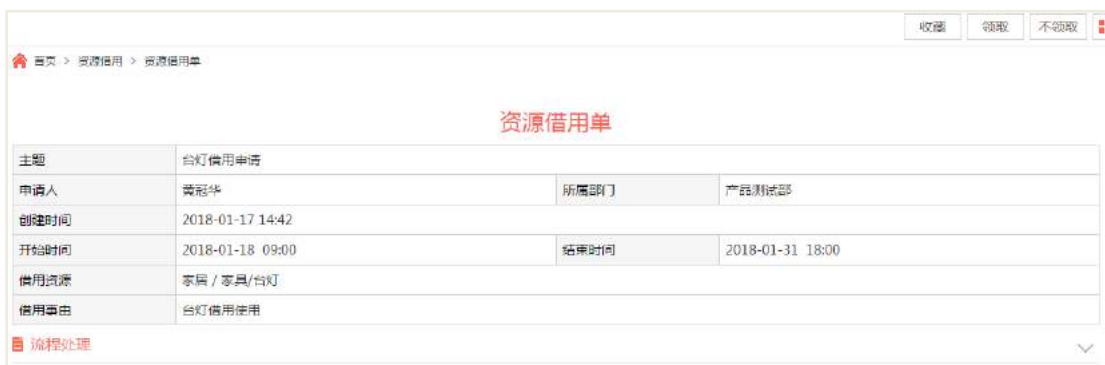 收藏 领取 不领取
首页 > 资源借用 > 资源借用单
资源借用单
主题 台灯借用申请
申请人 黄冠华 所属部门 产品测试部
创建时间 2018-01-17 14:42
开始时间 2018-01-18 09:00 结束时间 2018-01-31 18:00
借用资源 家居 / 家具/台灯
借用事由 台灯借用使用
流程处理